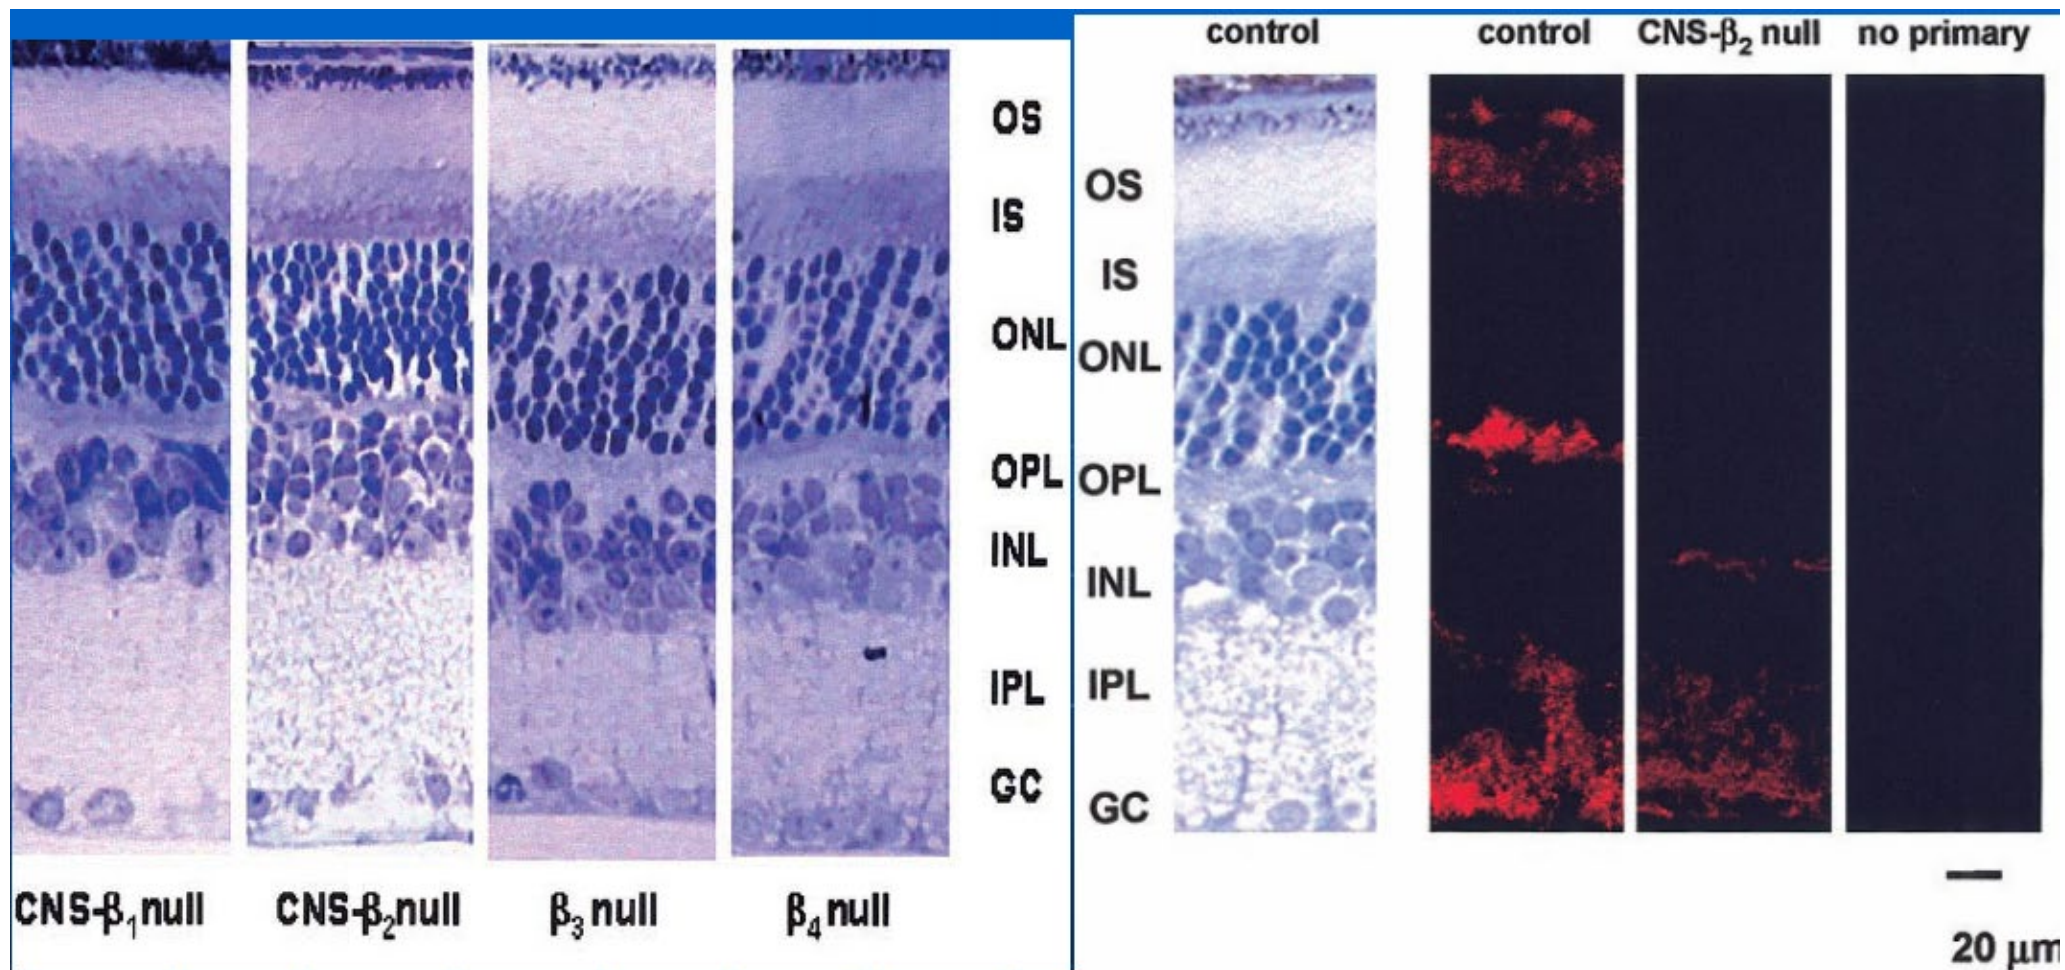 control control CNS-β₂ null no primary
OS
IS
ONL
OPL
INL
IPL
GC
OS
IS
ONL
OPL
INL
IPL
GC
CNS-β₁null CNS-β₂null β₃ null β₄ null
20 μm